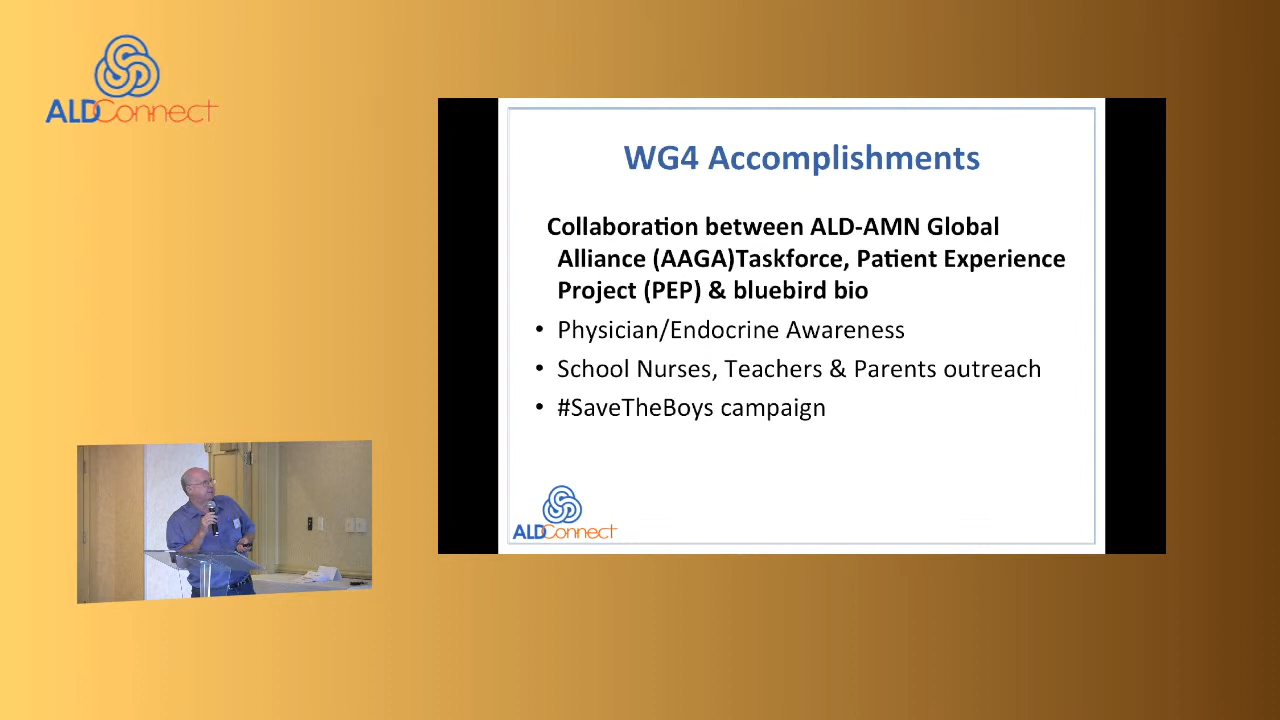 ALDConnect
WG4 Accomplishments
Collaboration between ALD-AMN Global
Alliance (AAGA)Taskforce, Patient Experience
Project (PEP) & bluebird bio
• Physician/Endocrine Awareness
• School Nurses, Teachers & Parents outreach
• #SaveTheBoys campaign
ALDConnect